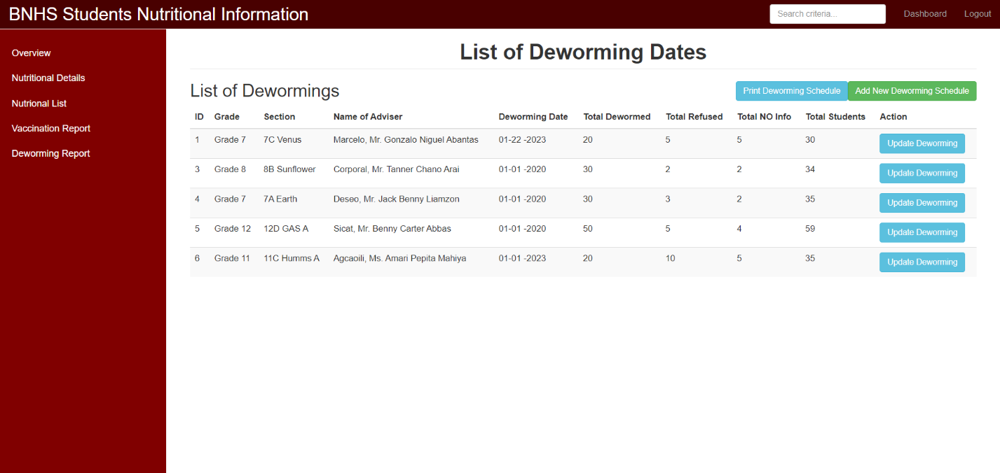 BNHS Students Nutritional Information
Search criteria...
Dashboard
Logout
Overview
Nutritional Details
Nutrional List
Vaccination Report
Deworming Report
List of Deworming Dates
List of Dewormings
Print Deworming Schedule
Add New Deworming Schedule
ID Grade Section Name of Adviser Deworming Date Total Dewormed Total Refused Total NO Info Total Students Action
1 Grade 7 7C Venus Marcelo, Mr. Gonzalo Niguel Abantas 01-22 -2023 20 5 5 30 Update Deworming
3 Grade 8 8B Sunflower Corporal, Mr. Tanner Chano Arai 01-01 -2020 30 2 2 34 Update Deworming
4 Grade 7 7A Earth Deseo, Mr. Jack Benny Liamzon 01-01 -2020 30 3 2 35 Update Deworming
5 Grade 12 12D GAS A Sicat, Mr. Benny Carter Abbas 01-01 -2020 50 5 4 59 Update Deworming
6 Grade 11 11C Humms A Agcaoili, Ms. Amari Pepita Mahiya 01-01 -2023 20 10 5 35 Update Deworming